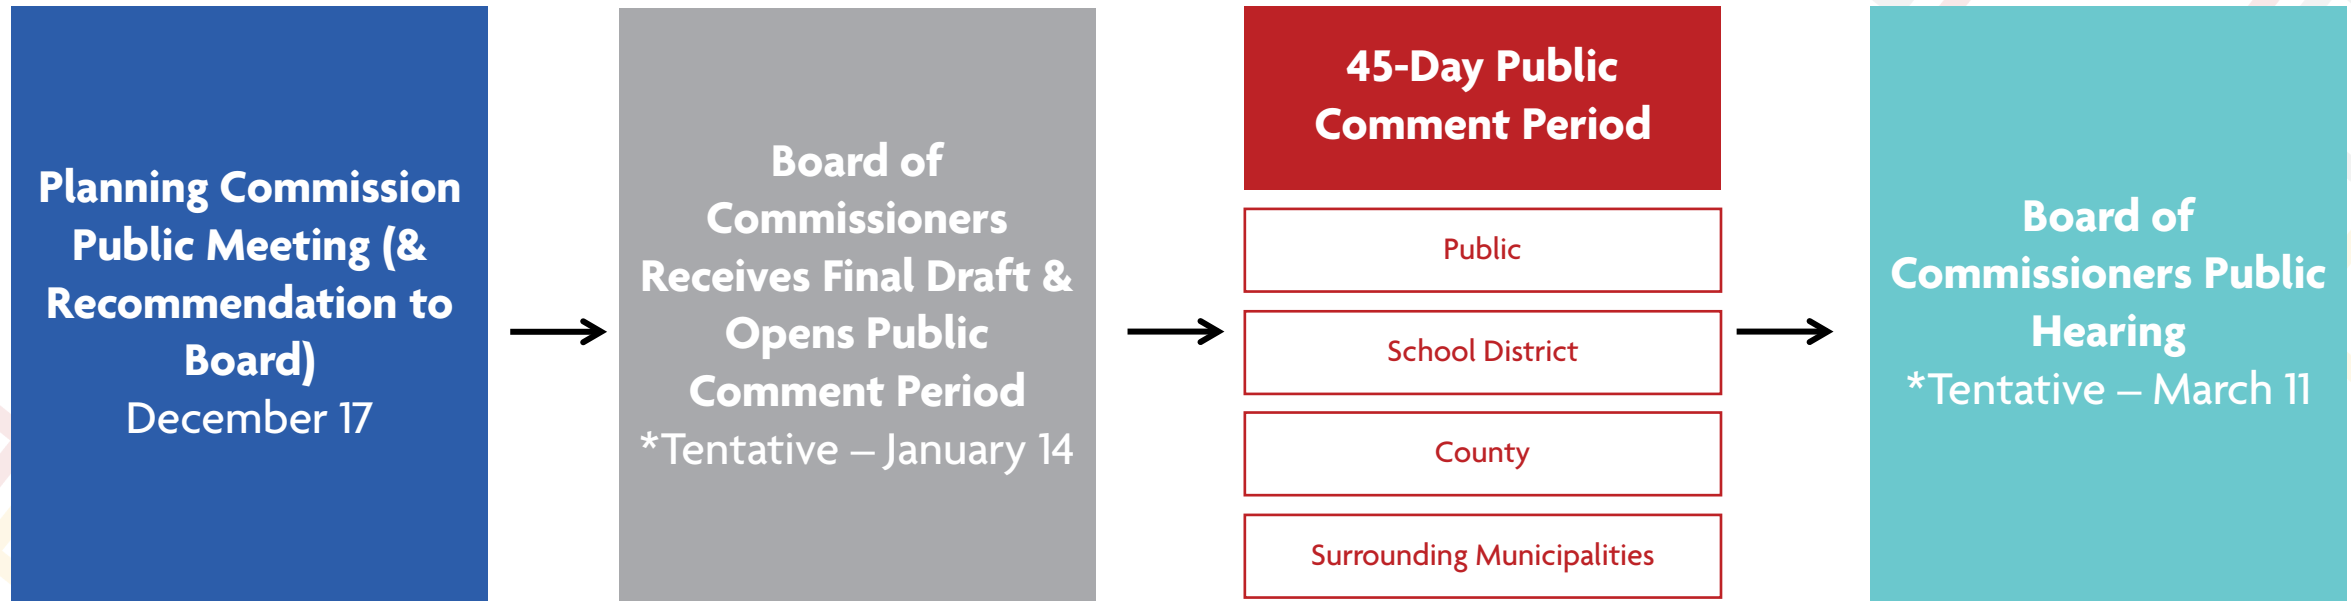 Planning Commission
Public Meeting (&
Recommendation to
Board)
December 17
Board of
Commissioners
Receives Final Draft &
Opens Public
Comment Period
*Tentative – January 14
45-Day Public
Comment Period
Public
School District
County
Surrounding Municipalities
Board of
Commissioners Public
Hearing
*Tentative – March 11